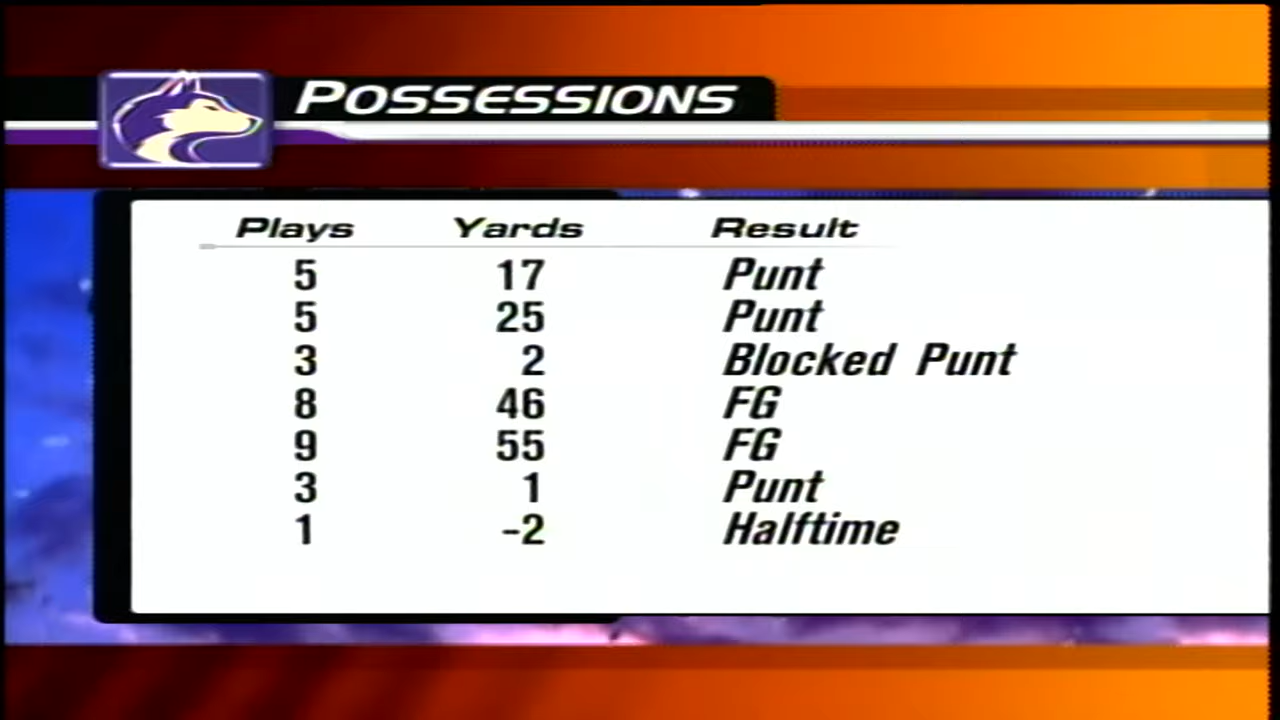 POSSESSIONS
Plays Yards Result
5 17 Punt
5 25 Punt
3 2 Blocked Punt
8 46 FG
9 55 FG
3 1 Punt
1 -2 Halftime